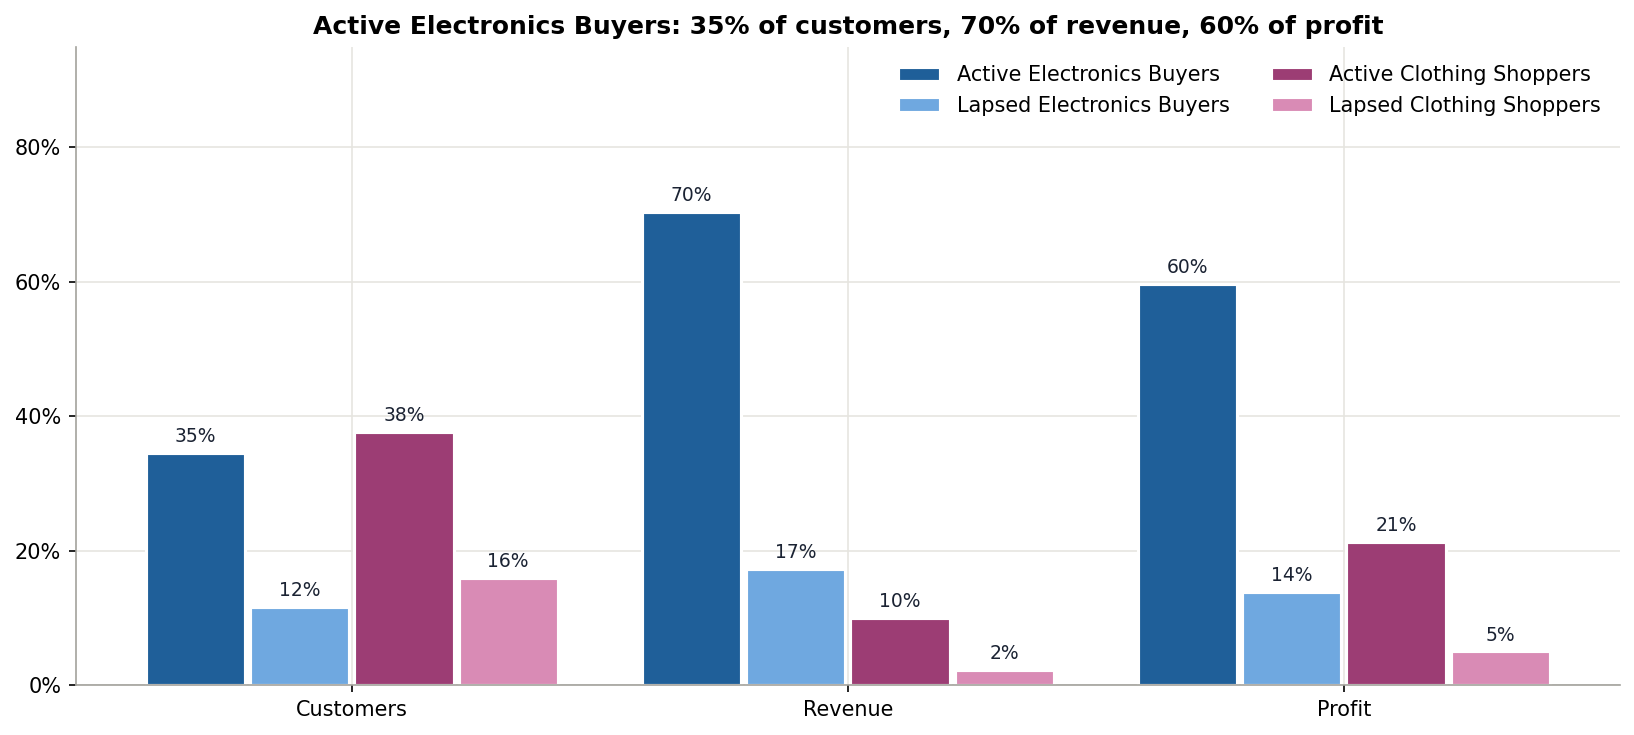 Active Electronics Buyers: 35% of customers, 70% of revenue, 60% of profit
Active Electronics Buyers
Lapsed Electronics Buyers
Active Clothing Shoppers
Lapsed Clothing Shoppers
80%
60%
40%
20%
0%
35%
12%
38%
16%
70%
17%
10%
2%
60%
14%
21%
5%
Customers
Revenue
Profit